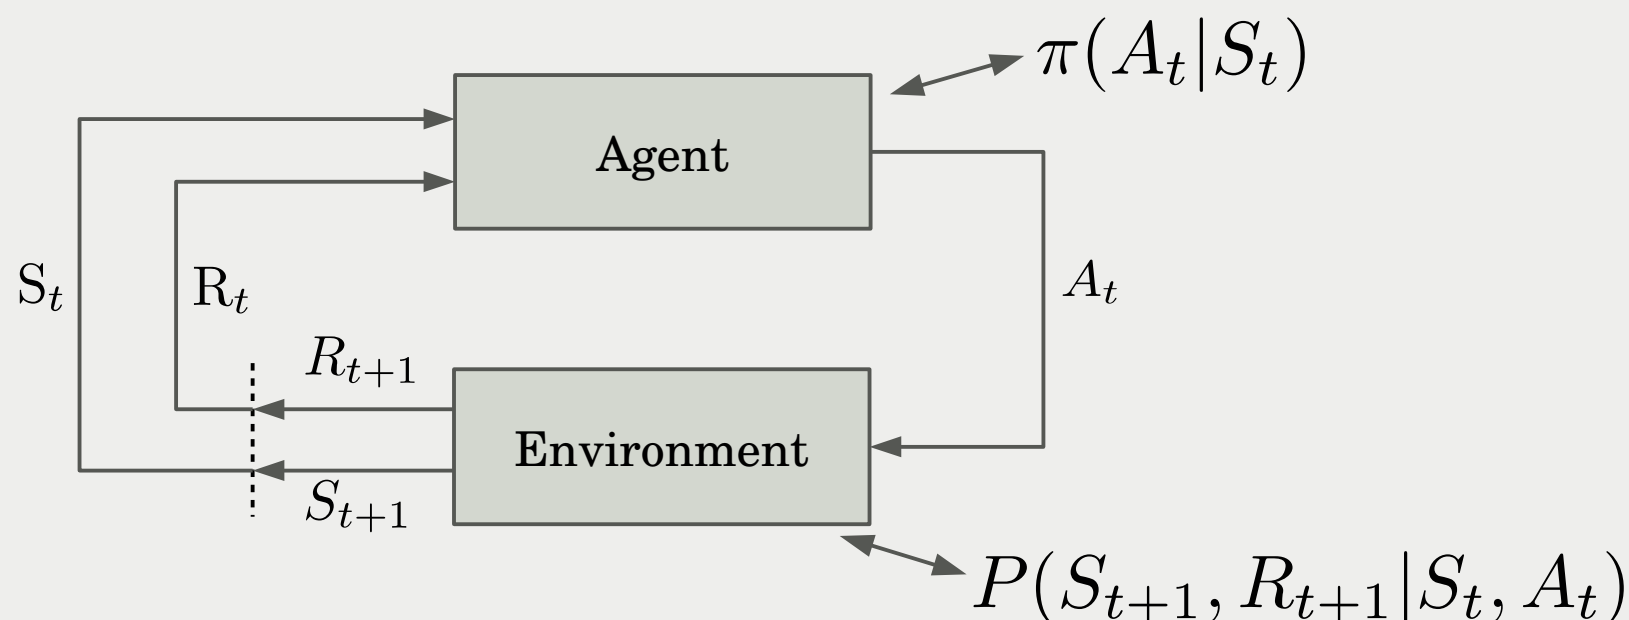 π(A_t|S_t)
Agent
S_t
R_t
A_t
R_{t+1}
Environment
S_{t+1}
P(S_{t+1}, R_{t+1}|S_t, A_t)